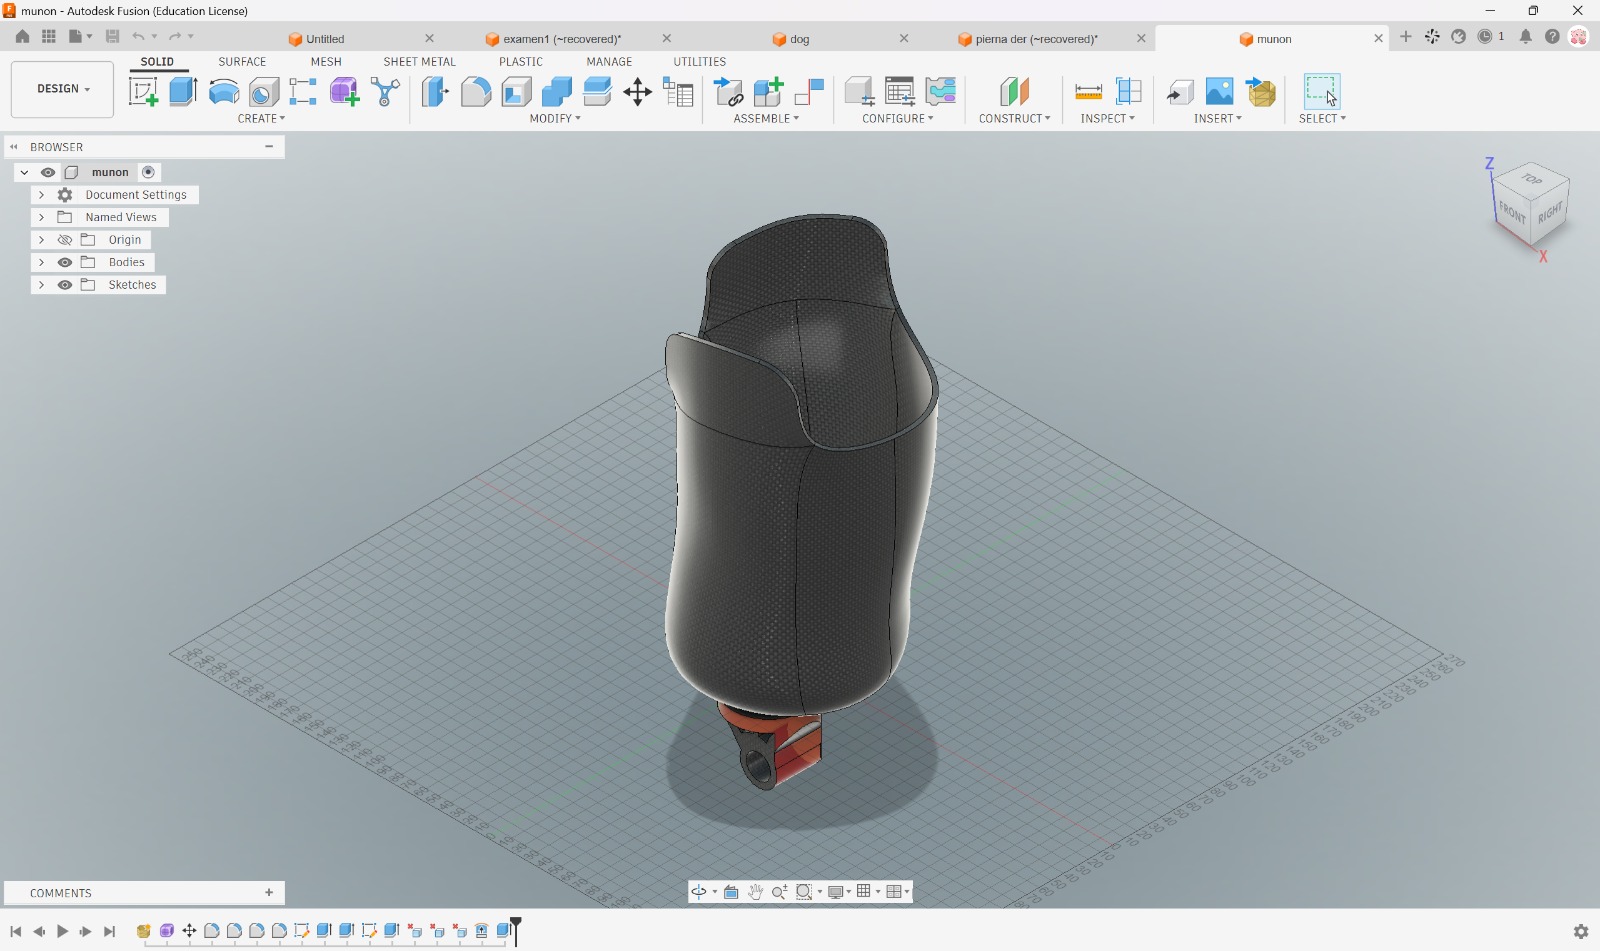 munon - Autodesk Fusion (Education License)
Untitled
examen1 (~recovered)*
dog
pierna der (~recovered)*
munon
1
SOLID
SURFACE
MESH
SHEET METAL
PLASTIC
MANAGE
UTILITIES
DESIGN
CREATE
MODIFY
ASSEMBLE
CONFIGURE
CONSTRUCT
INSPECT
INSERT
SELECT
BROWSER
munon
Document Settings
Named Views
Origin
Bodies
Sketches
Z
TOP
FRONT
RIGHT
X
COMMENTS